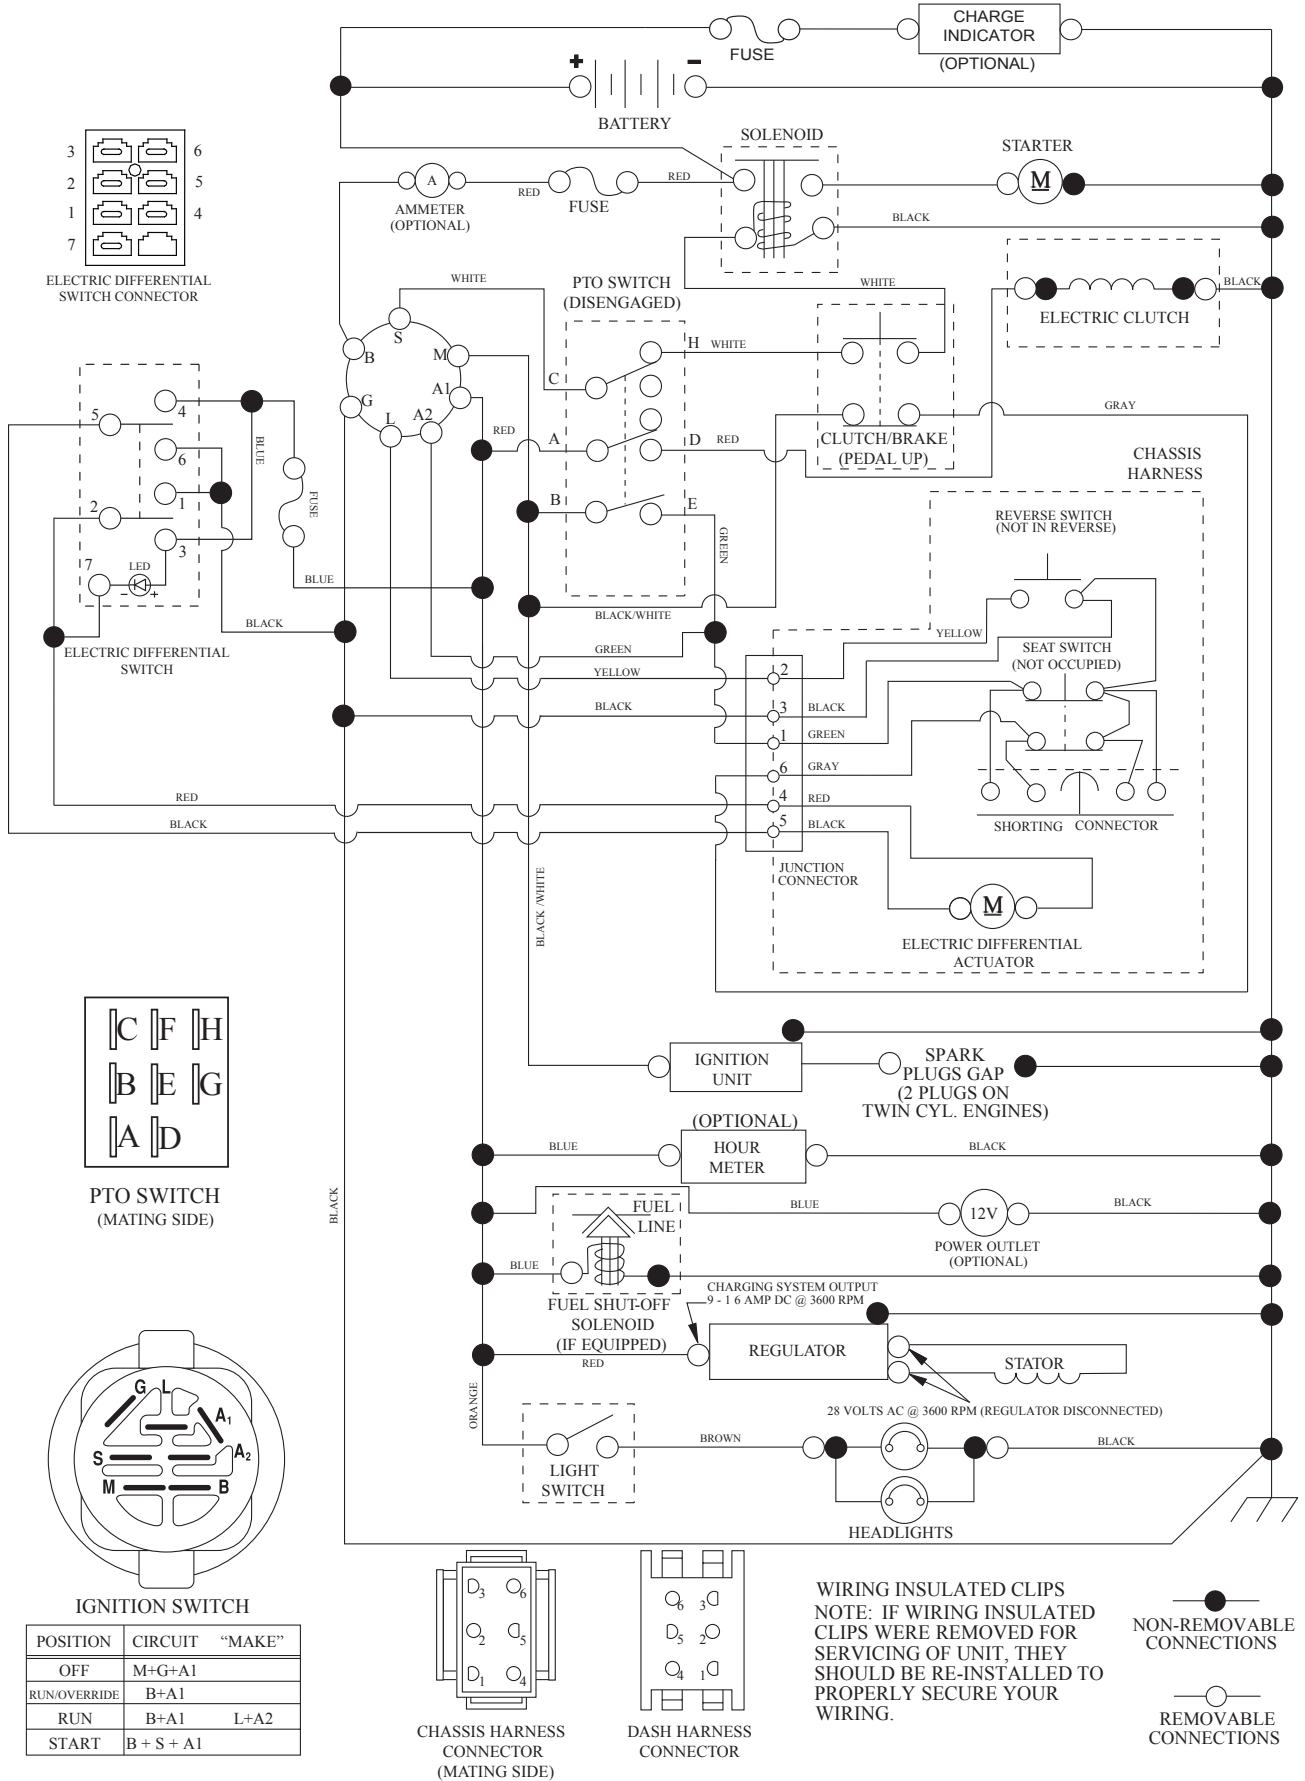 CHARGE
INDICATOR
(OPTIONAL)
FUSE
+ -
BATTERY
SOLENOID
STARTER
M
3 6
2 5
1 4
7
ELECTRIC DIFFERENTIAL
SWITCH CONNECTOR
A
AMMETER
(OPTIONAL)
RED
FUSE
RED
BLACK
WHITE
PTO SWITCH
(DISENGAGED)
WHITE
BLACK
ELECTRIC CLUTCH
S
B
M
G
A1
L
A2
C
H
WHITE
RED
A
D
RED
B
E
GREEN
CLUTCH/BRAKE
(PEDAL UP)
GRAY
CHASSIS
HARNESS
5
4
6
1
2
3
7
LED
- +
BLUE
FUSE
BLUE
BLACK
ELECTRIC DIFFERENTIAL
SWITCH
REVERSE SWITCH
(NOT IN REVERSE)
BLACK/WHITE
GREEN
YELLOW
BLACK
YELLOW
SEAT SWITCH
(NOT OCCUPIED)
2
3 BLACK
1 GREEN
6 GRAY
4 RED
5 BLACK
RED
BLACK
SHORTING CONNECTOR
JUNCTION
CONNECTOR
M
ELECTRIC DIFFERENTIAL
ACTUATOR
BLACK /WHITE
C F H
B E G
A D
PTO SWITCH
(MATING SIDE)
IGNITION
UNIT
SPARK
PLUGS GAP
(2 PLUGS ON
TWIN CYL. ENGINES)
(OPTIONAL)
HOUR
METER
BLUE
BLACK
BLACK
BLUE
12V
BLACK
POWER OUTLET
(OPTIONAL)
FUEL
LINE
BLUE
FUEL SHUT-OFF
SOLENOID
(IF EQUIPPED)
CHARGING SYSTEM OUTPUT
9 - 1 6 AMP DC @ 3600 RPM
RED
REGULATOR
STATOR
28 VOLTS AC @ 3600 RPM (REGULATOR DISCONNECTED)
ORANGE
LIGHT
SWITCH
BROWN
BLACK
HEADLIGHTS
G L
A1
S A2
M B
IGNITION SWITCH
POSITION CIRCUIT “MAKE”
OFF M+G+A1
RUN/OVERRIDE B+A1
RUN B+A1 L+A2
START B + S + A1
3 6
2 5
1 4
CHASSIS HARNESS
CONNECTOR
(MATING SIDE)
6 3
5 2
4 1
DASH HARNESS
CONNECTOR
WIRING INSULATED CLIPS
NOTE: IF WIRING INSULATED
CLIPS WERE REMOVED FOR
SERVICING OF UNIT, THEY
SHOULD BE RE-INSTALLED TO
PROPERLY SECURE YOUR
WIRING.
NON-REMOVABLE
CONNECTIONS
REMOVABLE
CONNECTIONS